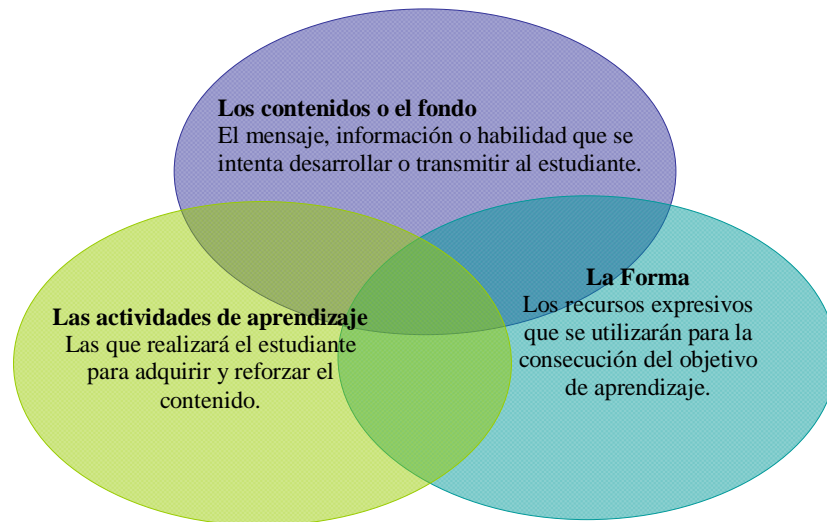 Los contenidos o el fondo
El mensaje, información o habilidad que se
intenta desarrollar o transmitir al estudiante.
Las actividades de aprendizaje
Las que realizará el estudiante
para adquirir y reforzar el
contenido.
La Forma
Los recursos expresivos
que se utilizarán para la
consecución del objetivo
de aprendizaje.